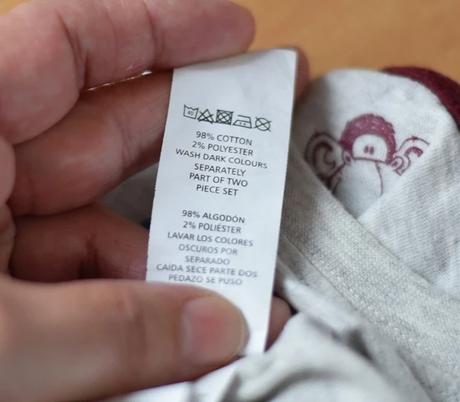 40
98% COTTON
2% POLYESTER
WASH DARK COLOURS
SEPARATELY
PART OF TWO
PIECE SET
98% ALGODÓN
2% POLIÉSTER
LAVAR LOS COLORES
OSCUROS POR
SEPARADO
CAÍDA SECE PARTE DOS
PEDAZO SE PUSO